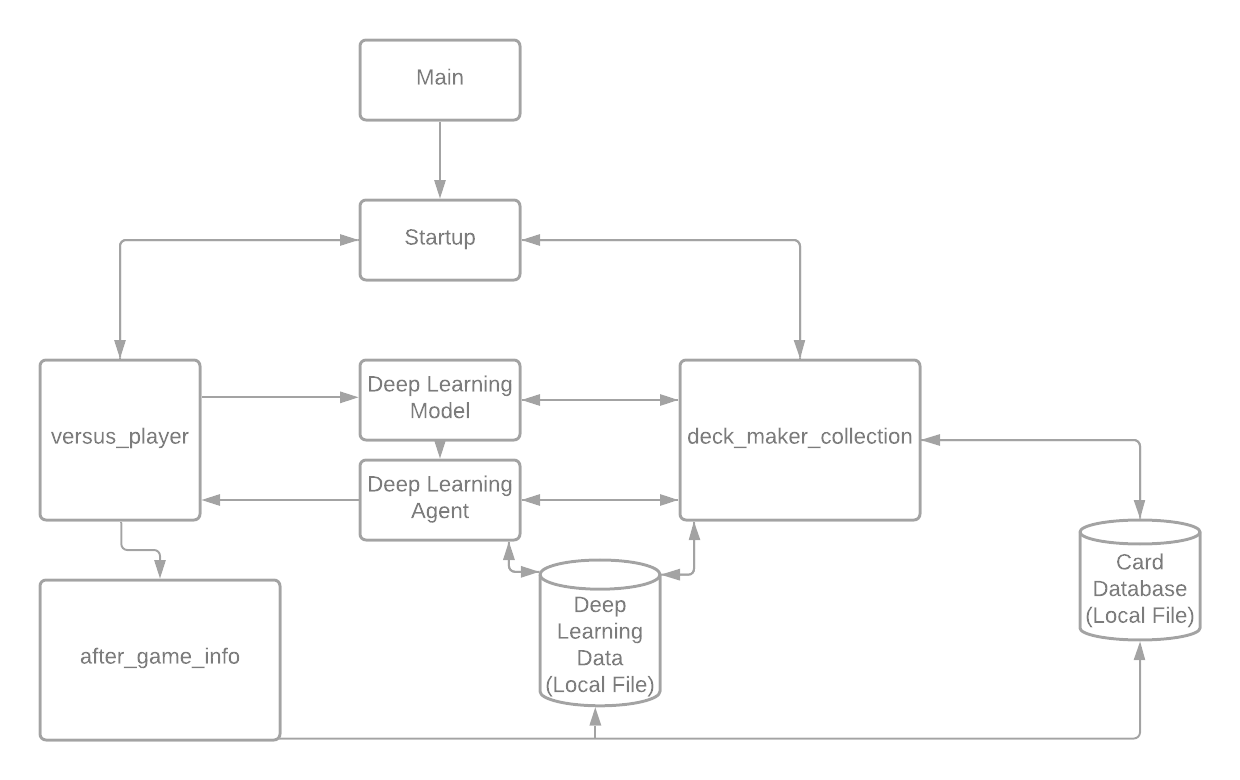 Main
Startup
Deep Learning
Model
versus_player
deck_maker_collection
Deep Learning
Agent
Card
Database
(Local File)
Deep
Learning
Data
(Local File)
after_game_info